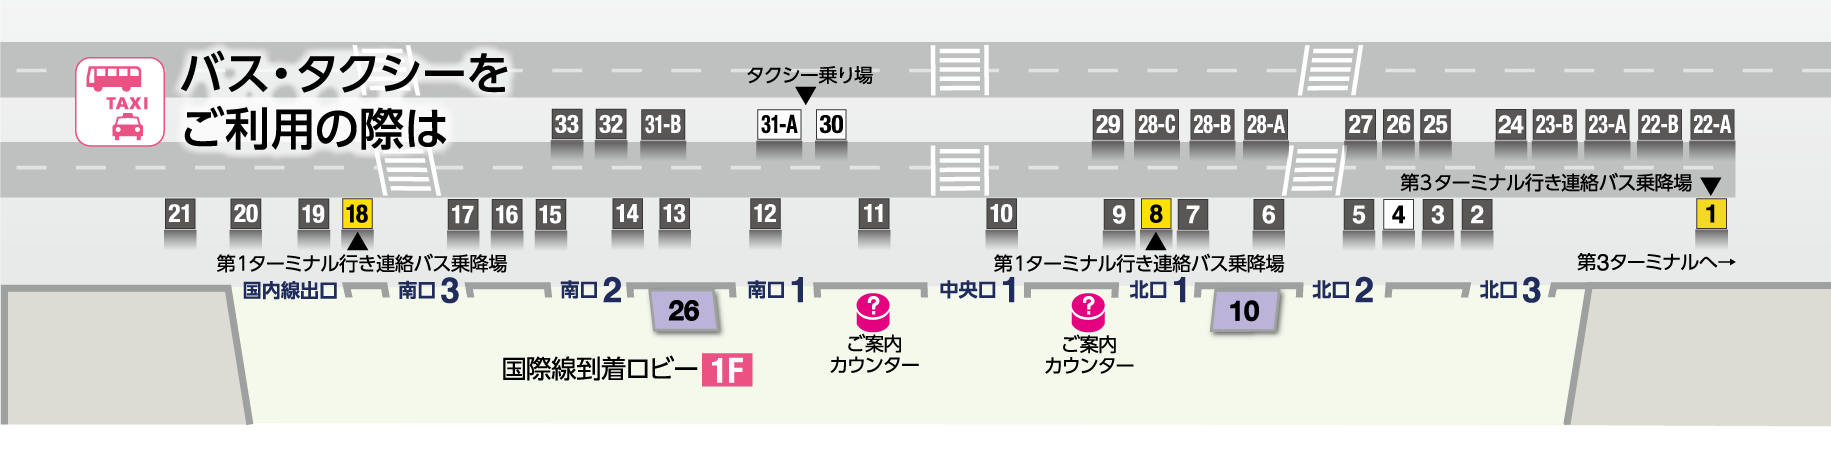 TAXI
バス・タクシーを
ご利用の際は
タクシー乗り場
33 32 31-B 31-A 30 29 28-C 28-B 28-A 27 26 25 24 23-B 23-A 22-B 22-A
第3ターミナル行き連絡バス乗降場
21 20 19 18 17 16 15 14 13 12 11 10 9 8 7 6 5 4 3 2 1
第1ターミナル行き連絡バス乗降場
第1ターミナル行き連絡バス乗降場
第3ターミナルへ→
国内線出口 南口3 南口2 南口1 中央口1 北口1 北口2 北口3
26
?
?
10
ご案内
カウンター
ご案内
カウンター
国際線到着ロビー 1F